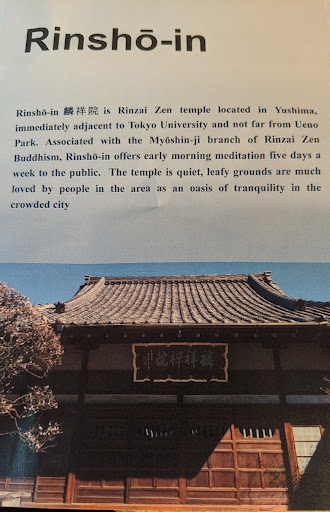 Rinshō-in
Rinshō-in 麟祥院 is Rinzai Zen temple located in Yushima,
immediately adjacent to Tokyo University and not far from Ueno
Park. Associated with the Myōshin-ji branch of Rinzai Zen
Buddhism, Rinshō-in offers early morning meditation five days a
week to the public. The temple is quiet, leafy grounds are much
loved by people in the area as an oasis of tranquility in the
crowded city